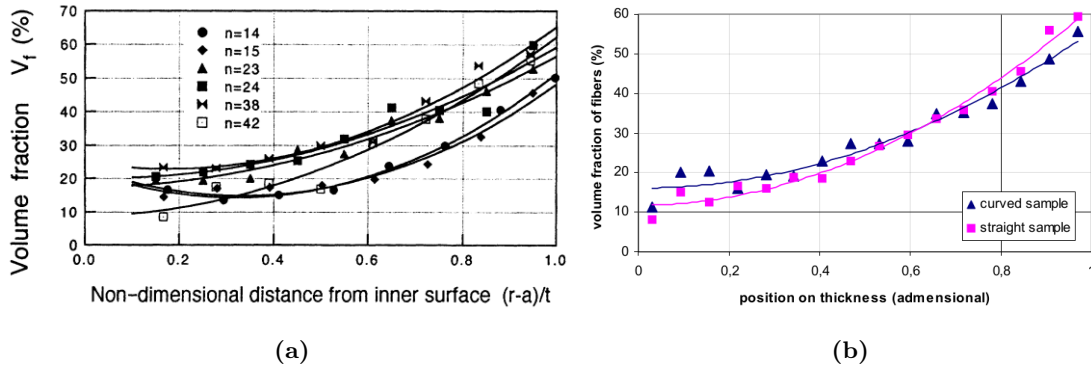 Volume fraction V_f (%)
70
60
50
40
30
20
10
0
0.0 0.2 0.4 0.6 0.8 1.0
n=14
n=15
n=23
n=24
n=38
n=42
Non-dimensional distance from inner surface (r-a)/t
(a)
volume fraction of fibers (%)
60
50
40
30
20
10
0
0 0,2 0,4 0,6 0,8 1
curved sample
straight sample
position on thickness (admensional)
(b)